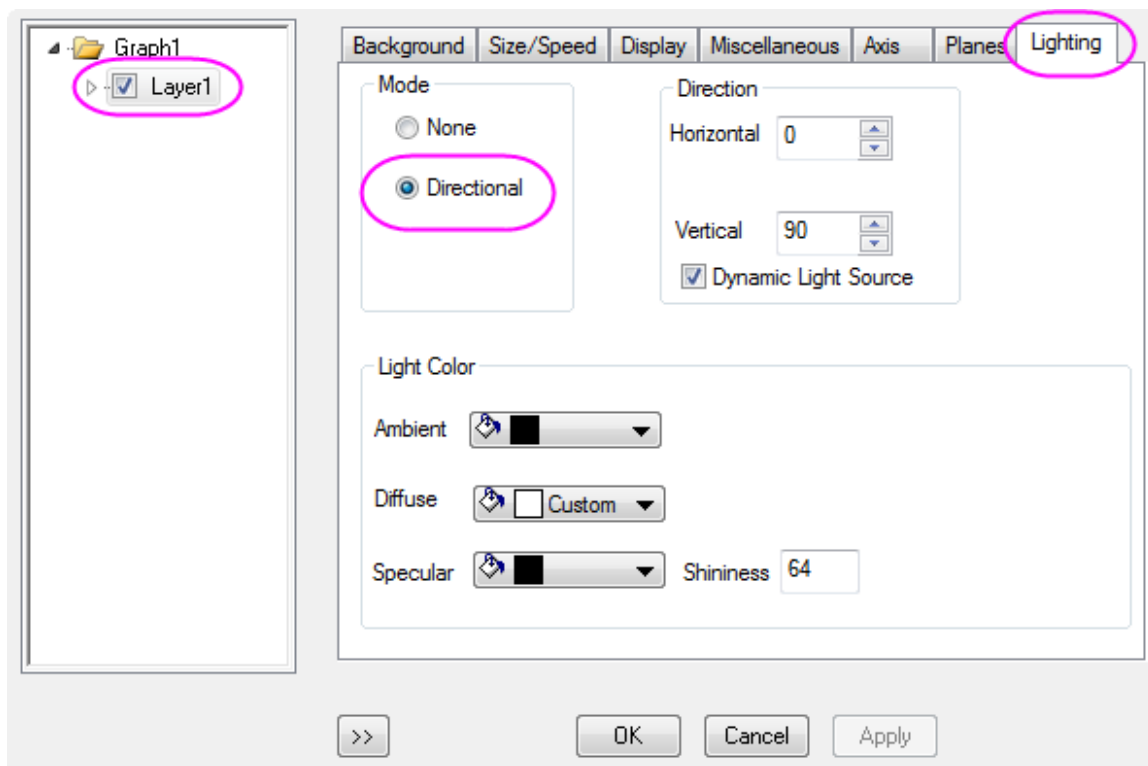 Graph1
Layer1
Background Size/Speed Display Miscellaneous Axis Planes Lighting
Mode
None
Directional
Direction
Horizontal 0
Vertical 90
Dynamic Light Source
Light Color
Ambient
Diffuse Custom
Specular Shininess 64
>> OK Cancel Apply